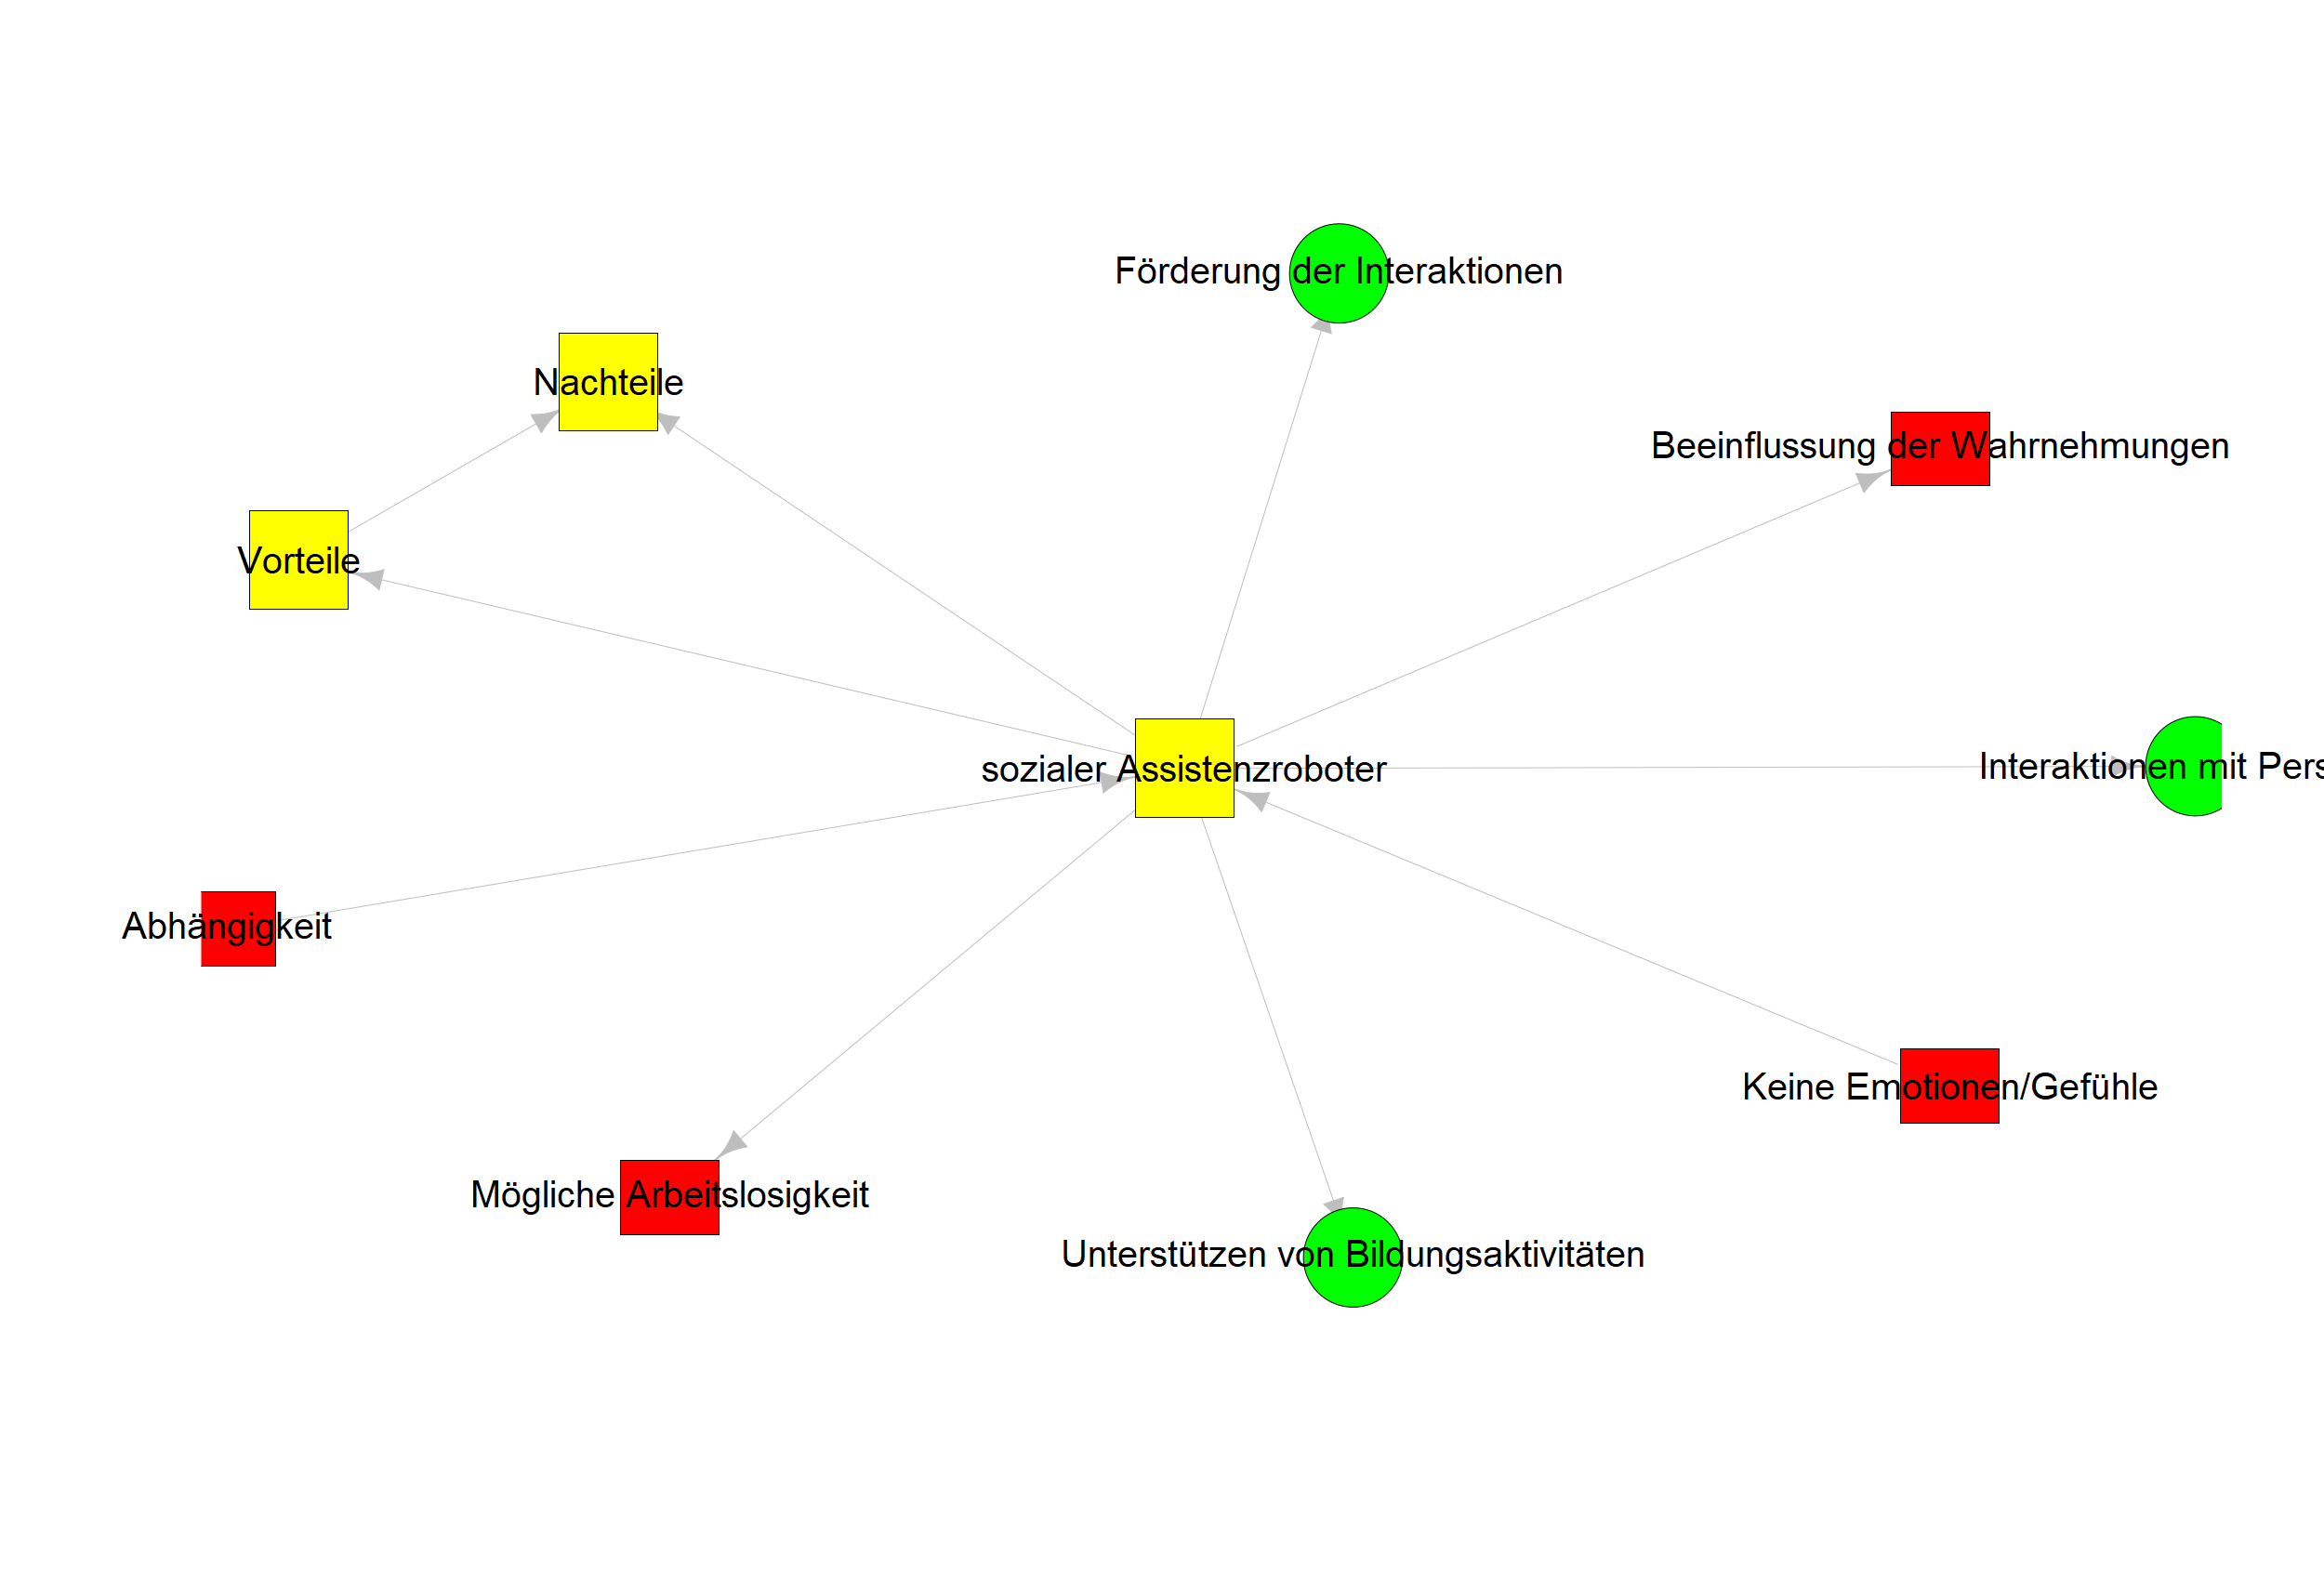 Förderung der Interaktionen
Nachteile
Beeinflussung der Wahrnehmungen
Vorteile
sozialer Assistenzroboter
Interaktionen mit
Abhängigkeit
Keine Emotionen/Gefühle
Mögliche Arbeitslosigkeit
Unterstützen von Bildungsaktivitäten